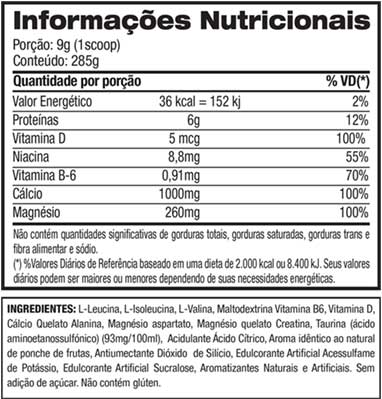 Informações Nutricionais
Porção: 9g (1scoop)
Conteúdo: 285g
Quantidade por porção % VD(*)
Valor Energético 36 kcal = 152 kj 2%
Proteínas 6g 12%
Vitamina D 5 mcg 100%
Niacina 8,8mg 55%
Vitamina B-6 0,91mg 70%
Cálcio 1000mg 100%
Magnésio 260mg 100%
Não contém quantidades significativas de gorduras totais, gorduras saturadas, gorduras trans e
fibra alimentar e sódio.
(*) %Valores Diários de Referência baseado em uma dieta de 2.000 kcal ou 8.400 kJ. Seus valores
diários podem ser maiores ou menores dependendo de suas necessidades energéticas.
INGREDIENTES: L-Leucina, L-Isoleucina, L-Valina, Maltodextrina Vitamina B6, Vitamina D,
Cálcio Quelato Alanina, Magnésio aspartato, Magnésio quelato Creatina, Taurina (ácido
aminoetanossulfónico) (93mg/100ml), Acidulante Ácido Cítrico, Aroma idêntico ao natural
de ponche de frutas, Antiumectante Dióxido de Silício, Edulcorante Artificial Acessulfame
de Potássio, Edulcorante Artificial Sucralose, Aromatizantes Naturais e Artificiais. Sem
adição de açúcar. Não contém glúten.